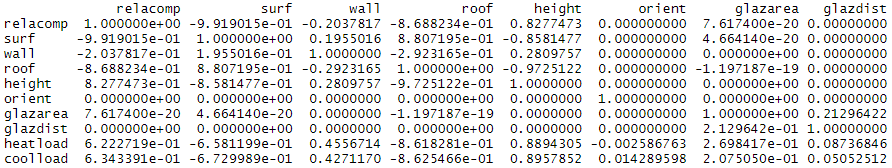 relacomp surf wall roof height orient glazarea glazdist
relacomp 1.000000e+00 -9.919015e-01 -0.2037817 -8.688234e-01 0.8277473 0.000000000 7.617400e-20 0.00000000
surf -9.919015e-01 1.000000e+00 0.1955016 8.807195e-01 -0.8581477 0.000000000 4.664140e-20 0.00000000
wall -2.037817e-01 1.955016e-01 1.0000000 -2.923165e-01 0.2809757 0.000000000 0.000000e+00 0.00000000
roof -8.688234e-01 8.807195e-01 -0.2923165 1.000000e+00 -0.9725122 0.000000000 -1.197187e-19 0.00000000
height 8.277473e-01 -8.581477e-01 0.2809757 -9.725122e-01 1.0000000 0.000000000 0.000000e+00 0.00000000
orient 0.000000e+00 0.000000e+00 0.0000000 0.000000e+00 0.0000000 1.000000000 0.000000e+00 0.00000000
glazarea 7.617400e-20 4.664140e-20 0.0000000 -1.197187e-19 0.0000000 0.000000000 1.000000e+00 0.21296422
glazdist 0.000000e+00 0.000000e+00 0.0000000 0.000000e+00 0.0000000 0.000000000 2.129642e-01 1.00000000
heatload 6.222719e-01 -6.581199e-01 0.4556714 -8.618281e-01 0.8894305 -0.002586763 2.698417e-01 0.08736846
coolload 6.343391e-01 -6.729989e-01 0.4271170 -8.625466e-01 0.8957852 0.014289598 2.075050e-01 0.05052512